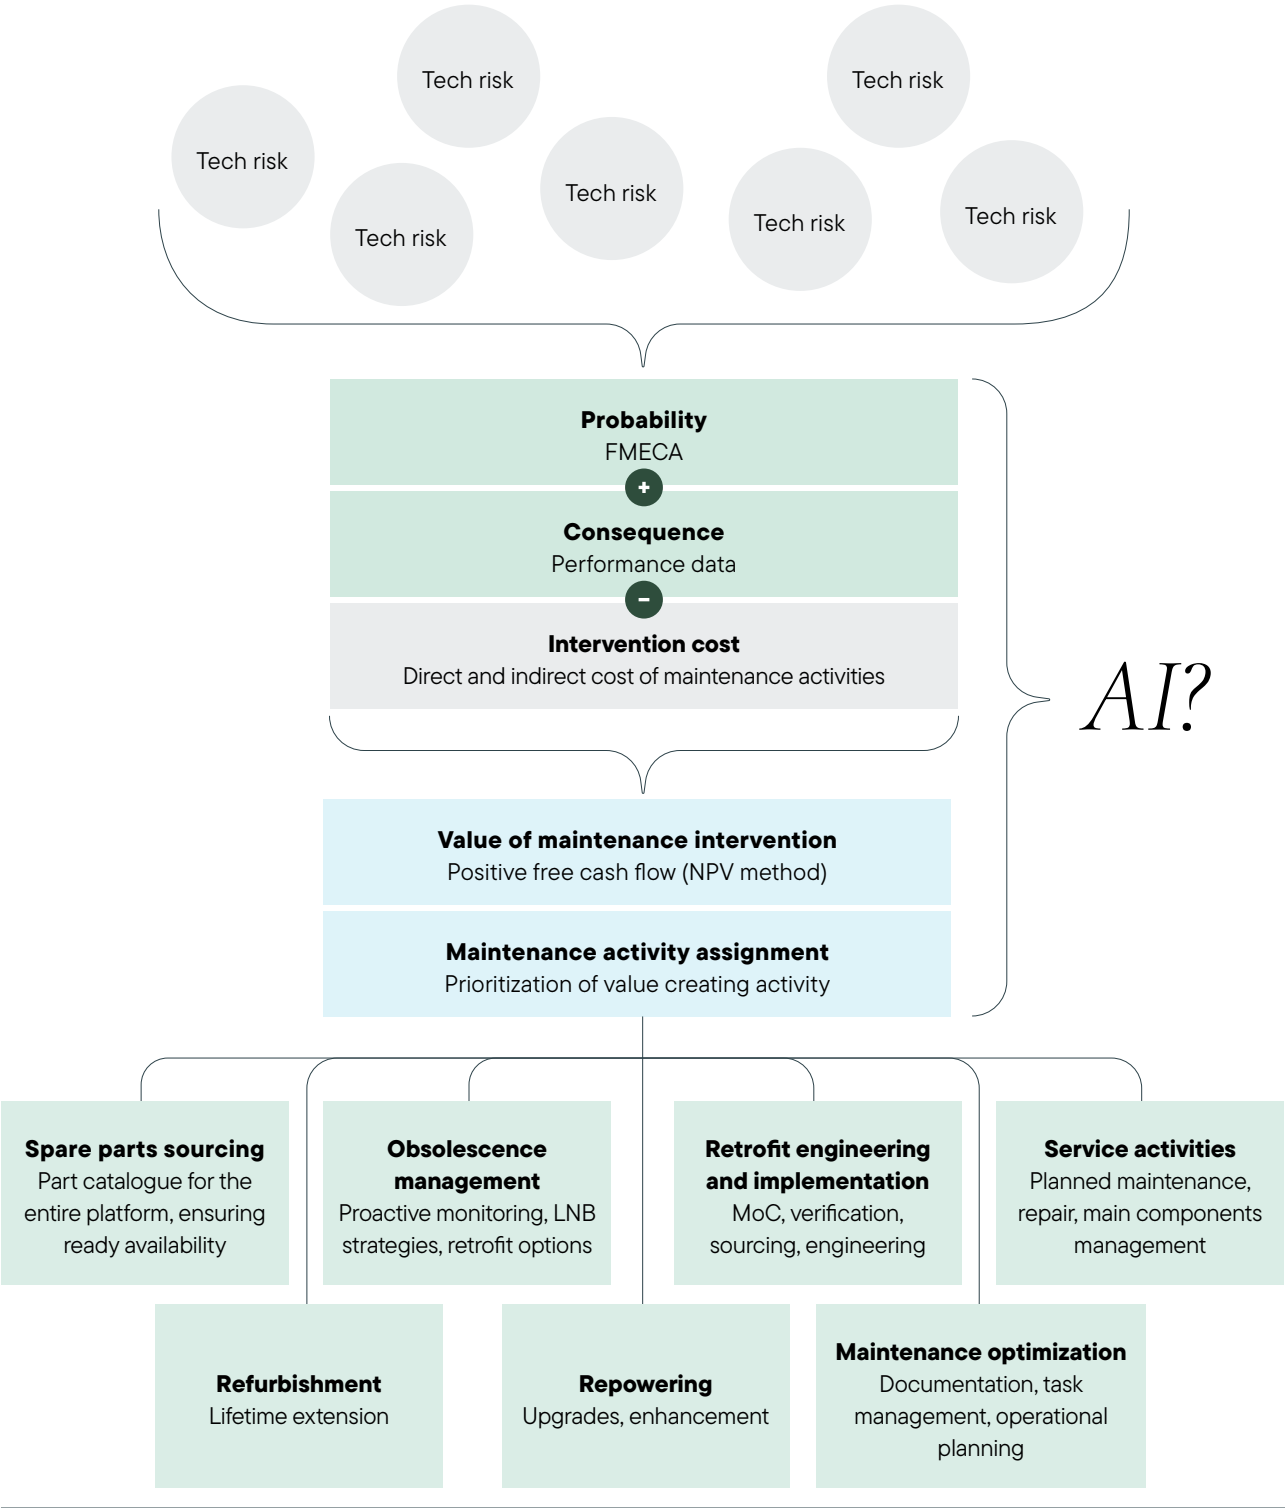 Tech risk
Tech risk
Tech risk
Tech risk
Tech risk
Tech risk
Tech risk
Probability
FMECA
+
Consequence
Performance data
–
Intervention cost
Direct and indirect cost of maintenance activities
AI?
Value of maintenance intervention
Positive free cash flow (NPV method)
Maintenance activity assignment
Prioritization of value creating activity
Spare parts sourcing
Part catalogue for the
entire platform, ensuring
ready availability
Obsolescence
management
Proactive monitoring, LNB
strategies, retrofit options
Retrofit engineering
and implementation
MoC, verification,
sourcing, engineering
Service activities
Planned maintenance,
repair, main components
management
Refurbishment
Lifetime extension
Repowering
Upgrades, enhancement
Maintenance optimization
Documentation, task
management, operational
planning